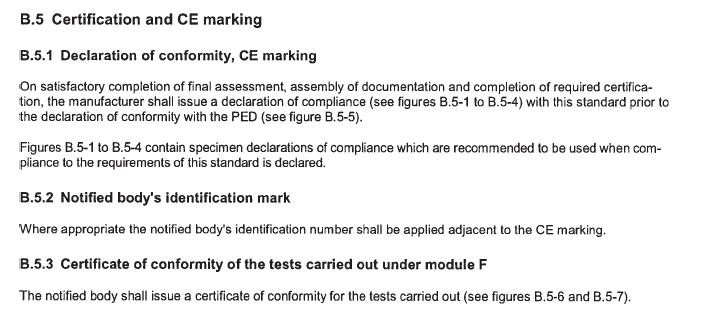 B.5 Certification and CE marking
B.5.1 Declaration of conformity, CE marking
On satisfactory completion of final assessment, assembly of documentation and completion of required certifica-
tion, the manufacturer shall issue a declaration of compliance (see figures B.5-1 to B.5-4) with this standard prior to
the declaration of conformity with the PED (see figure B.5-5).
Figures B.5-1 to B.5-4 contain specimen declarations of compliance which are recommended to be used when com-
pliance to the requirements of this standard is declared.
B.5.2 Notified body's identification mark
Where appropriate the notified body's identification number shall be applied adjacent to the CE marking.
B.5.3 Certificate of conformity of the tests carried out under module F
The notified body shall issue a certificate of conformity for the tests carried out (see figures B.5-6 and B.5-7).